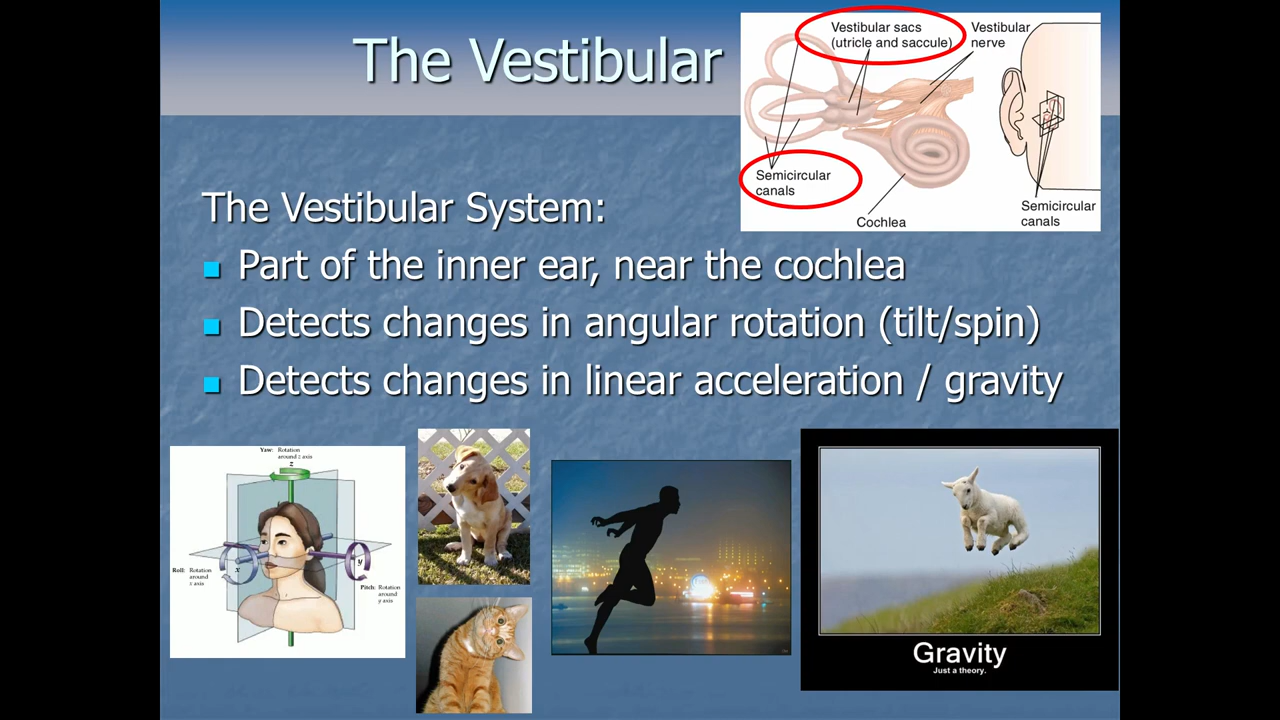 The Vestibular
Vestibular sacs
(utricle and saccule)
Vestibular
nerve
Semicircular
canals
Cochlea
Semicircular
canals
The Vestibular System:
Part of the inner ear, near the cochlea
Detects changes in angular rotation (tilt/spin)
Detects changes in linear acceleration / gravity
Yaw: Rotation
around z axis
z
x
y
Roll: Rotation
around
x axis
Pitch: Rotation
around
y axis
Gravity
Just a theory.